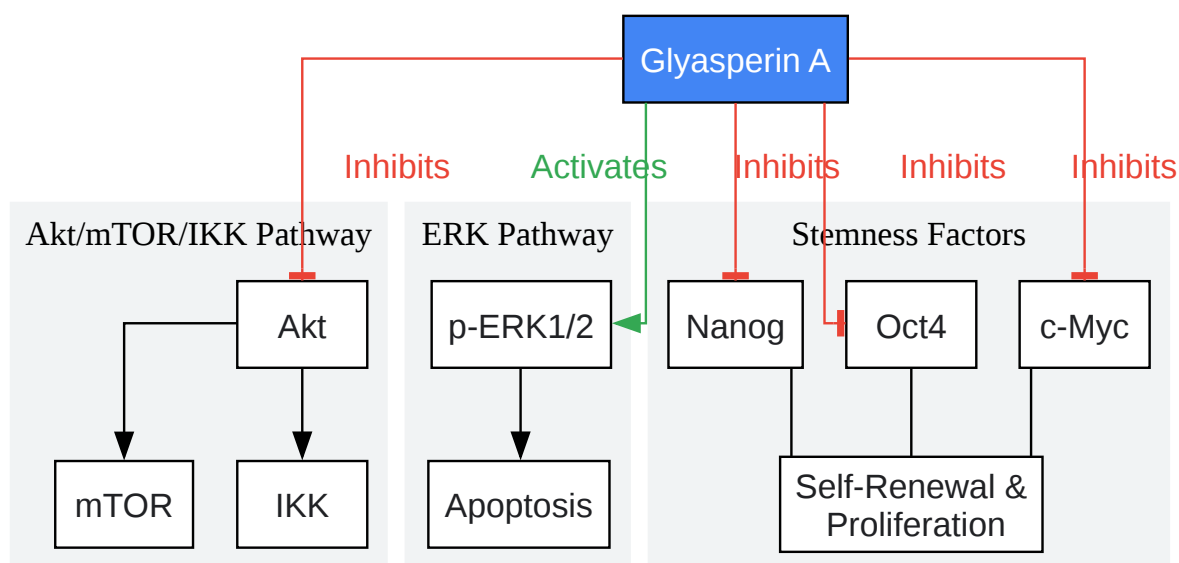 Glyasperin A
Inhibits
Activates
Inhibits
Inhibits
Inhibits
Akt/mTOR/IKK Pathway
ERK Pathway
Stemness Factors
Akt
p-ERK1/2
Nanog
Oct4
c-Myc
mTOR
IKK
Apoptosis
Self-Renewal &
Proliferation